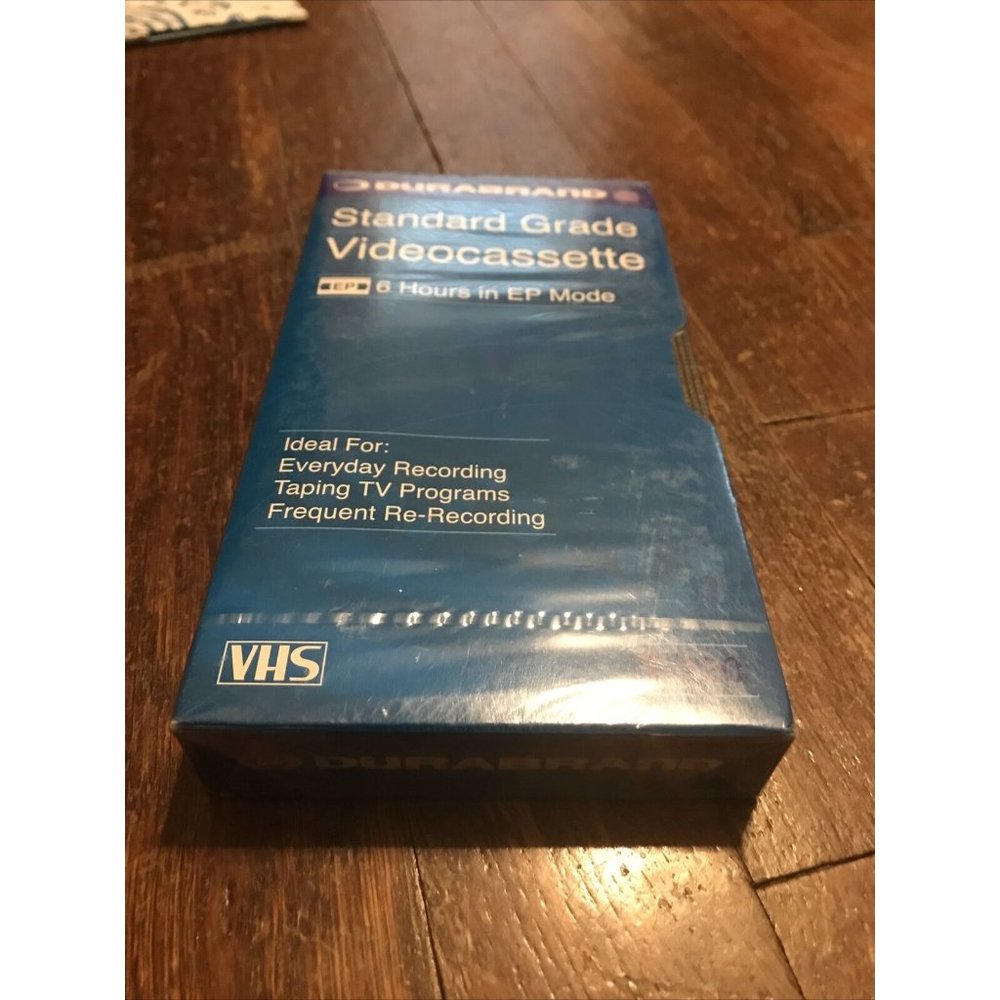 DURABRAND
Standard Grade
Videocassette
EP 6 Hours in EP Mode
Ideal For:
Everyday Recording
Taping TV Programs
Frequent Re-Recording
VHS
DURABRAND